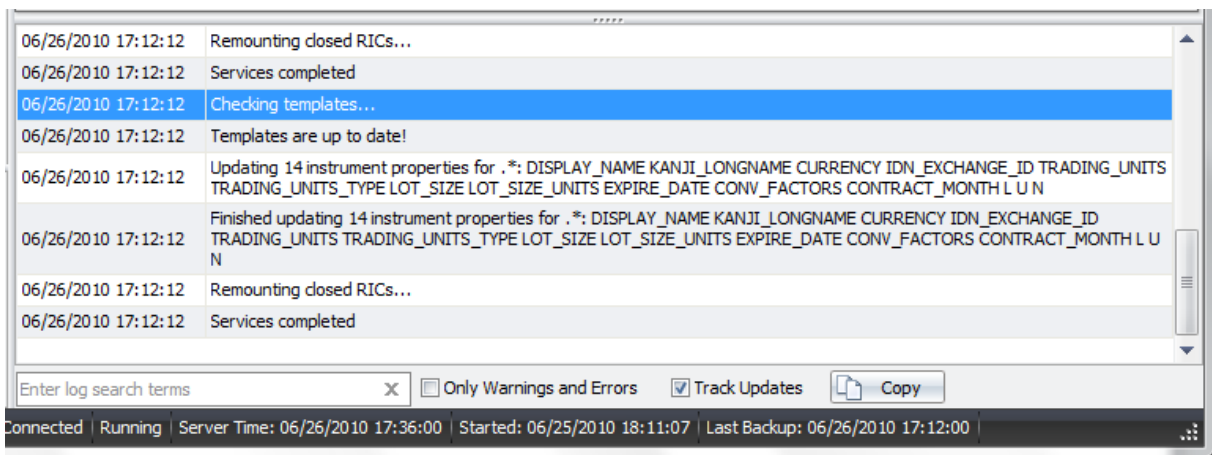 06/26/2010 17:12:12 Remounting closed RICs...
06/26/2010 17:12:12 Services completed
06/26/2010 17:12:12 Checking templates...
06/26/2010 17:12:12 Templates are up to date!
06/26/2010 17:12:12 Updating 14 instrument properties for .*: DISPLAY_NAME KANJI_LONGNAME CURRENCY IDN_EXCHANGE_ID TRADING_UNITS
TRADING_UNITS_TYPE LOT_SIZE LOT_SIZE_UNITS EXPIRE_DATE CONV_FACTORS CONTRACT_MONTH L U N
06/26/2010 17:12:12 Finished updating 14 instrument properties for .*: DISPLAY_NAME KANJI_LONGNAME CURRENCY IDN_EXCHANGE_ID
TRADING_UNITS TRADING_UNITS_TYPE LOT_SIZE LOT_SIZE_UNITS EXPIRE_DATE CONV_FACTORS CONTRACT_MONTH L U
N
06/26/2010 17:12:12 Remounting closed RICs...
06/26/2010 17:12:12 Services completed
Enter log search terms X Only Warnings and Errors Track Updates Copy
Connected Running Server Time: 06/26/2010 17:36:00 Started: 06/25/2010 18:11:07 Last Backup: 06/26/2010 17:12:00